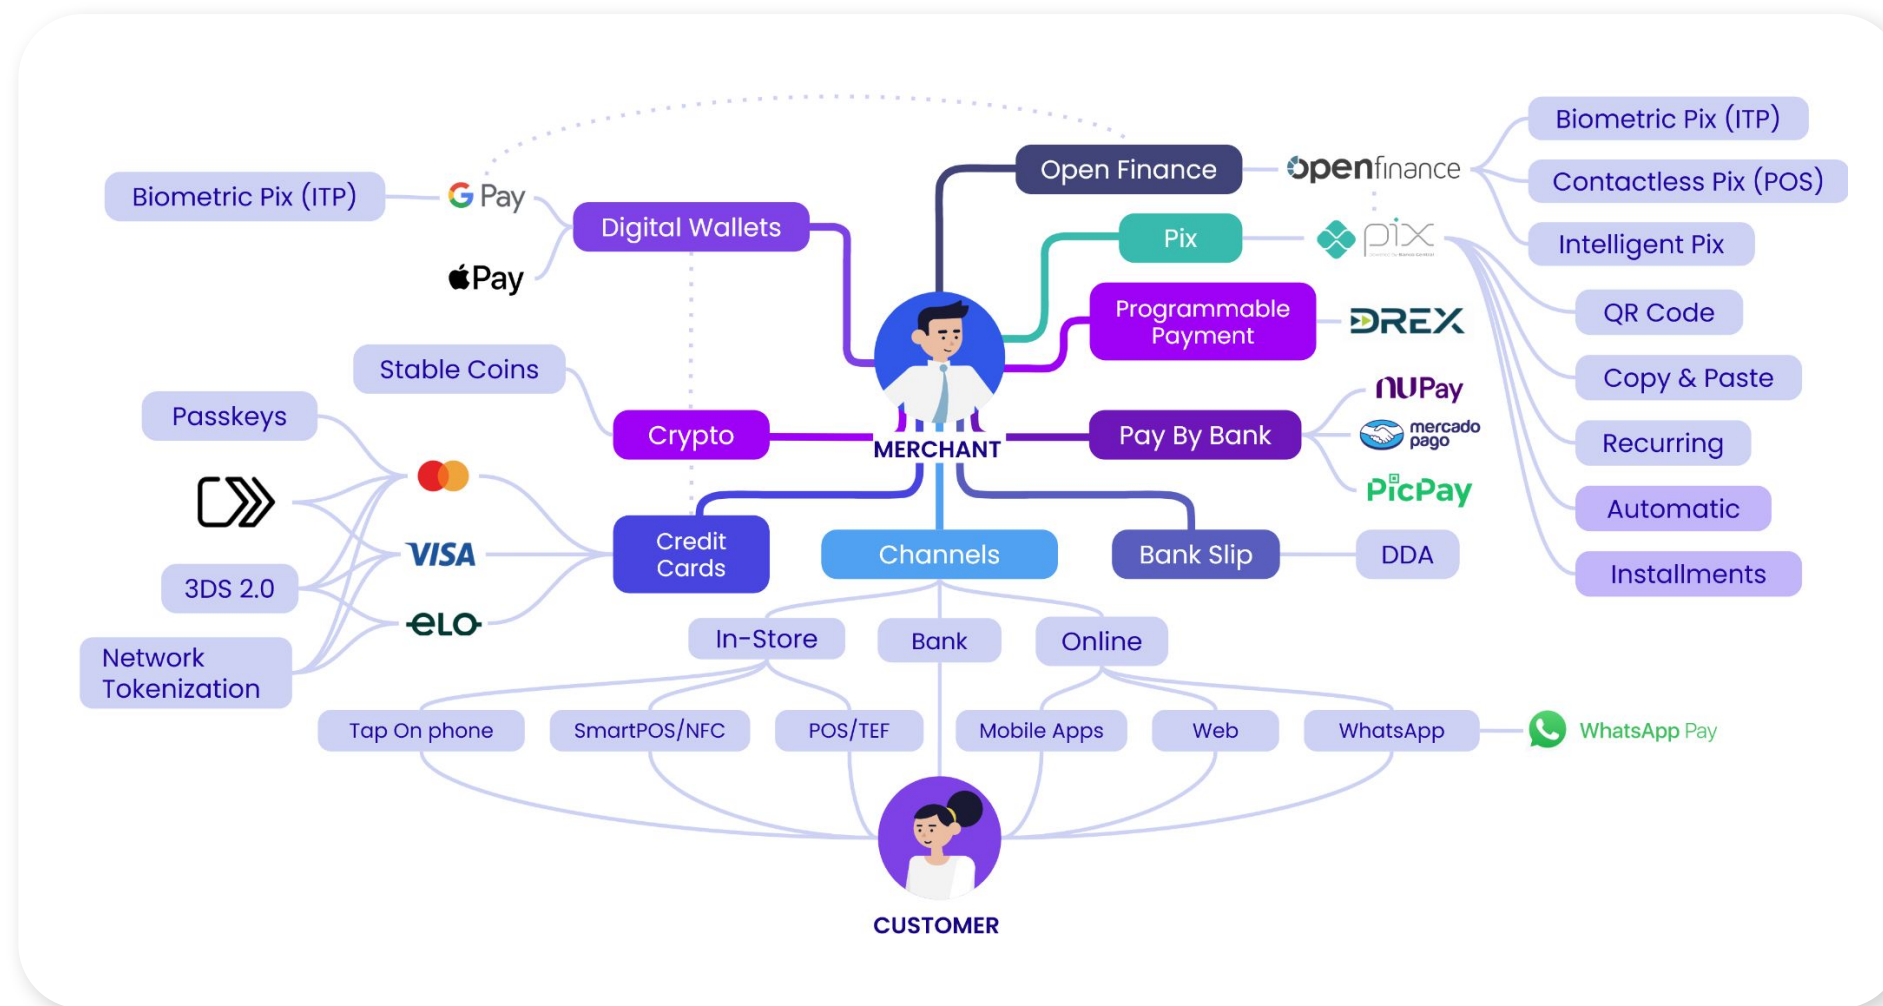 Biometric Pix (ITP)
G Pay
Digital Wallets
Pay
Open Finance
openfinance
Biometric Pix (ITP)
Contactless Pix (POS)
Intelligent Pix
Pix
pix
Programmable
Payment
DREX
QR Code
Copy & Paste
Recurring
Automatic
Installments
Stable Coins
Crypto
MERCHANT
Pay By Bank
nuPay
mercado
pago
PicPay
Passkeys
3DS 2.0
Network
Tokenization
VISA
elo
Credit
Cards
Channels
Bank Slip
DDA
In-Store
Bank
Online
Tap On phone
SmartPOS/NFC
POS/TEF
Mobile Apps
Web
WhatsApp
WhatsApp Pay
CUSTOMER